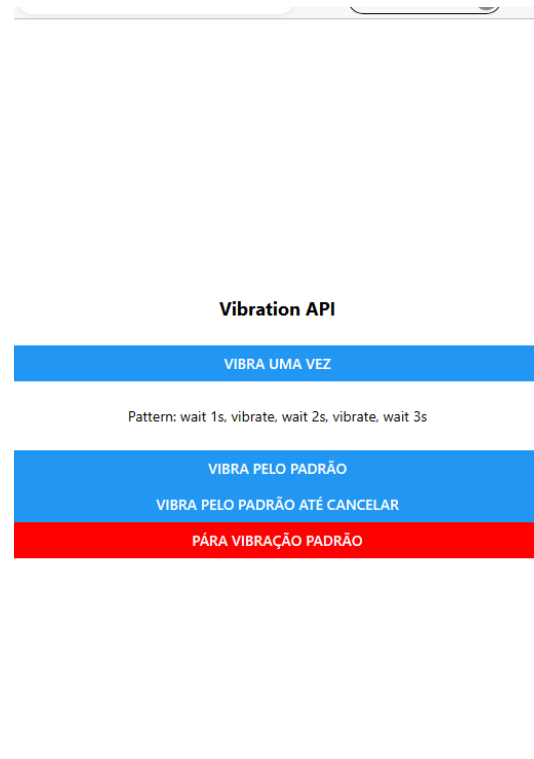 Vibration API
VIBRA UMA VEZ
Pattern: wait 1s, vibrate, wait 2s, vibrate, wait 3s
VIBRA PELO PADRÃO
VIBRA PELO PADRÃO ATÉ CANCELAR
PÁRA VIBRAÇÃO PADRÃO